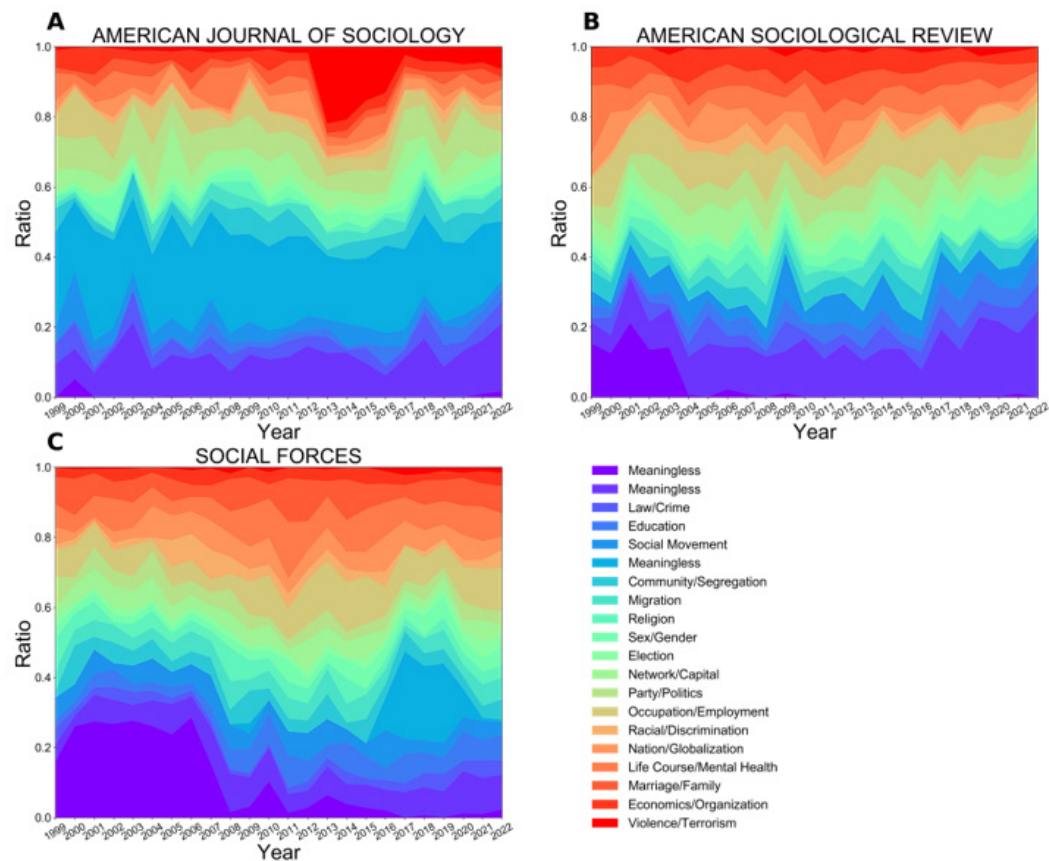 A
AMERICAN JOURNAL OF SOCIOLOGY
1.0
0.8
0.6
0.4
0.2
0.0
Ratio
1999 2000 2001 2002 2003 2004 2005 2006 2007 2008 2009 2010 2011 2012 2013 2014 2015 2016 2017 2018 2019 2020 2021 2022
Year
B
AMERICAN SOCIOLOGICAL REVIEW
1.0
0.8
0.6
0.4
0.2
0.0
Ratio
1999 2000 2001 2002 2003 2004 2005 2006 2007 2008 2009 2010 2011 2012 2013 2014 2015 2016 2017 2018 2019 2020 2021 2022
Year
C
SOCIAL FORCES
1.0
0.8
0.6
0.4
0.2
0.0
Ratio
1999 2000 2001 2002 2003 2004 2005 2006 2007 2008 2009 2010 2011 2012 2013 2014 2015 2016 2017 2018 2019 2020 2021 2022
Year
Meaningless
Meaningless
Law/Crime
Education
Social Movement
Meaningless
Community/Segregation
Migration
Religion
Sex/Gender
Election
Network/Capital
Party/Politics
Occupation/Employment
Racial/Discrimination
Nation/Globalization
Life Course/Mental Health
Marriage/Family
Economics/Organization
Violence/Terrorism